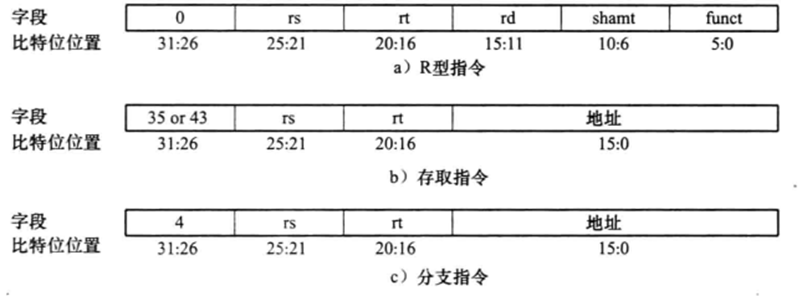 字段 0 rs rt rd shamt funct
比特位位置 31:26 25:21 20:16 15:11 10:6 5:0
a）R型指令
字段 35 or 43 rs rt 地址
比特位位置 31:26 25:21 20:16 15:0
b）存取指令
字段 4 rs rt 地址
比特位位置 31:26 25:21 20:16 15:0
c）分支指令